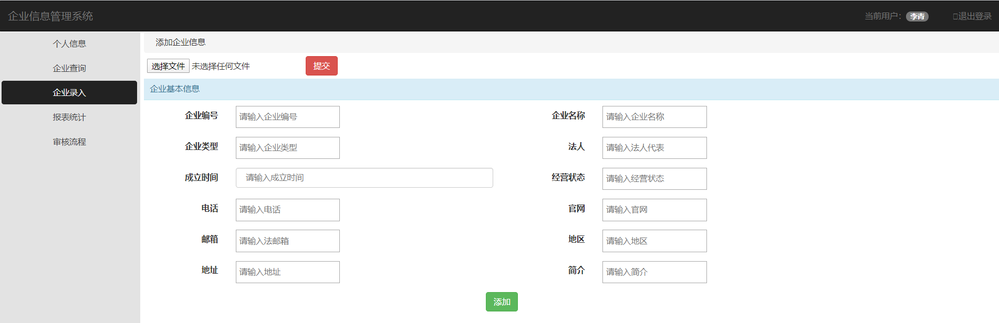 企业信息管理系统
当前用户： 李青 退出登录
个人信息
企业查询
企业录入
报表统计
审核流程
添加企业信息
选择文件 未选择任何文件 提交
企业基本信息
企业编号 请输入企业编号 企业名称 请输入企业名称
企业类型 请输入企业类型 法人 请输入法人代表
成立时间 请输入成立时间 经营状态 请输入经营状态
电话 请输入电话 官网 请输入官网
邮箱 请输入法邮箱 地区 请输入地区
地址 请输入地址 简介 请输入简介
添加